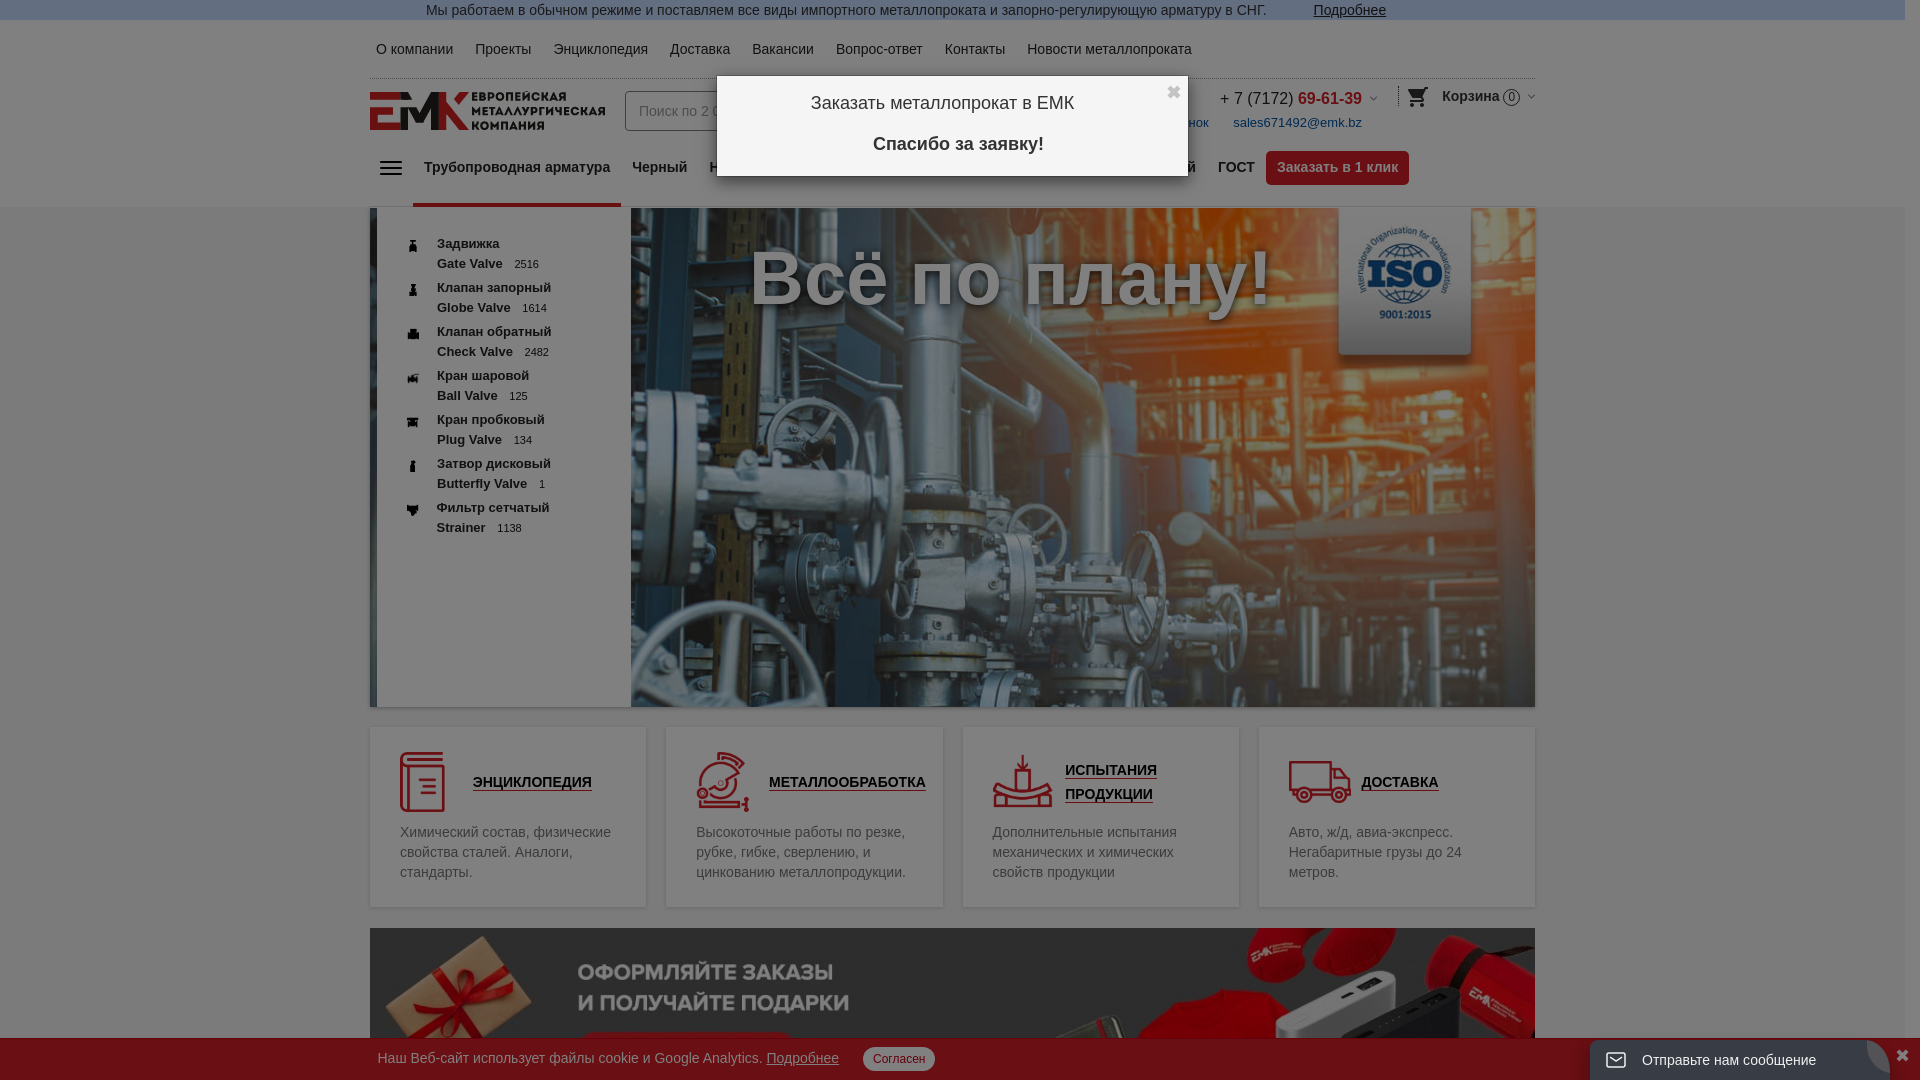 Мы работаем в обычном режиме и поставляем все виды импортного металлопроката и запорно-регулирующую арматуру в СНГ. Подробнее
О компании Проекты Энциклопедия Доставка Вакансии Вопрос-ответ Контакты Новости металлопроката
ЕМК ЕВРОПЕЙСКАЯ
МЕТАЛЛУРГИЧЕСКАЯ
КОМПАНИЯ
Поиск по 2
Заказать металлопрокат в ЕМК
Спасибо за заявку!
+ 7 (7172) 69-61-39
sales671492@emk.bz
Корзина 0
Трубопроводная арматура Черный ГОСТ Заказать в 1 клик
Задвижка
Gate Valve 2516
Клапан запорный
Globe Valve 1614
Клапан обратный
Check Valve 2482
Кран шаровой
Ball Valve 125
Кран пробковый
Plug Valve 134
Затвор дисковый
Butterfly Valve 1
Фильтр сетчатый
Strainer 1138
Всё по плану!
International Organization for Standardization
ISO
9001:2015
ЭНЦИКЛОПЕДИЯ
Химический состав, физические
свойства сталей. Аналоги,
стандарты.
МЕТАЛЛООБРАБОТКА
Высокоточные работы по резке,
рубке, гибке, сверлению, и
цинкованию металлопродукции.
ИСПЫТАНИЯ
ПРОДУКЦИИ
Дополнительные испытания
механических и химических
свойств продукции
ДОСТАВКА
Авто, ж/д, авиа-экспресс.
Негабаритные грузы до 24
метров.
ОФОРМЛЯЙТЕ ЗАКАЗЫ
И ПОЛУЧАЙТЕ ПОДАРКИ
Наш Веб-сайт использует файлы cookie и Google Analytics. Подробнее Согласен
Отправьте нам сообщение